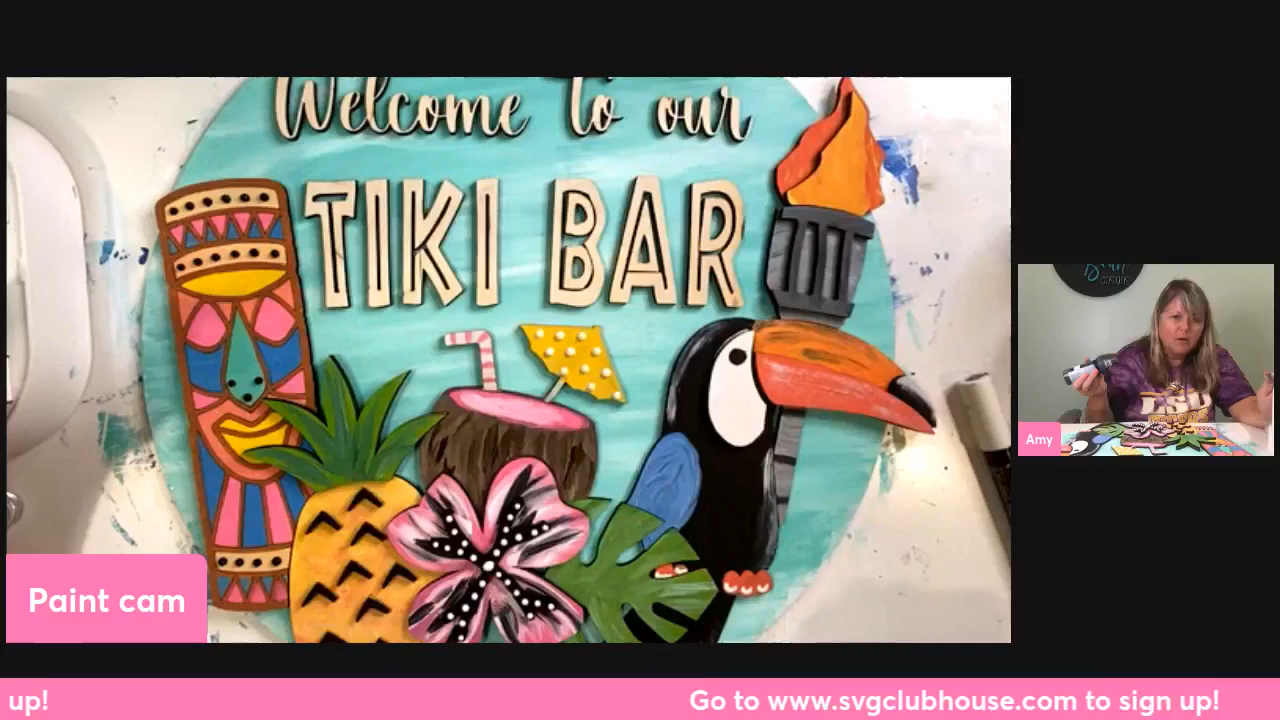 Welcome to our
TIKI BAR
Paint cam
Amy
up!
Go to www.svgclubhouse.com to sign up!